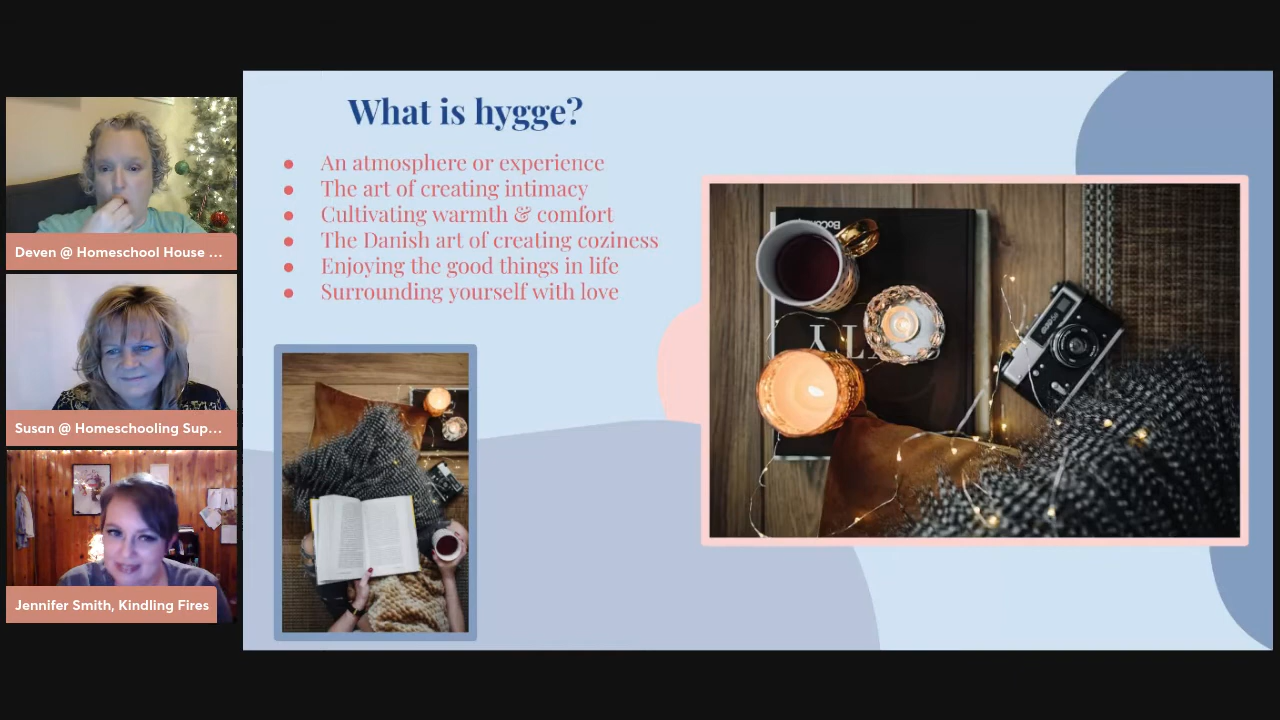 What is hygge?
● An atmosphere or experience
● The art of creating intimacy
● Cultivating warmth & comfort
● The Danish art of creating coziness
● Enjoying the good things in life
● Surrounding yourself with love
Deven @ Homeschool House ...
Susan @ Homeschooling Sup...
Jennifer Smith, Kindling Fires